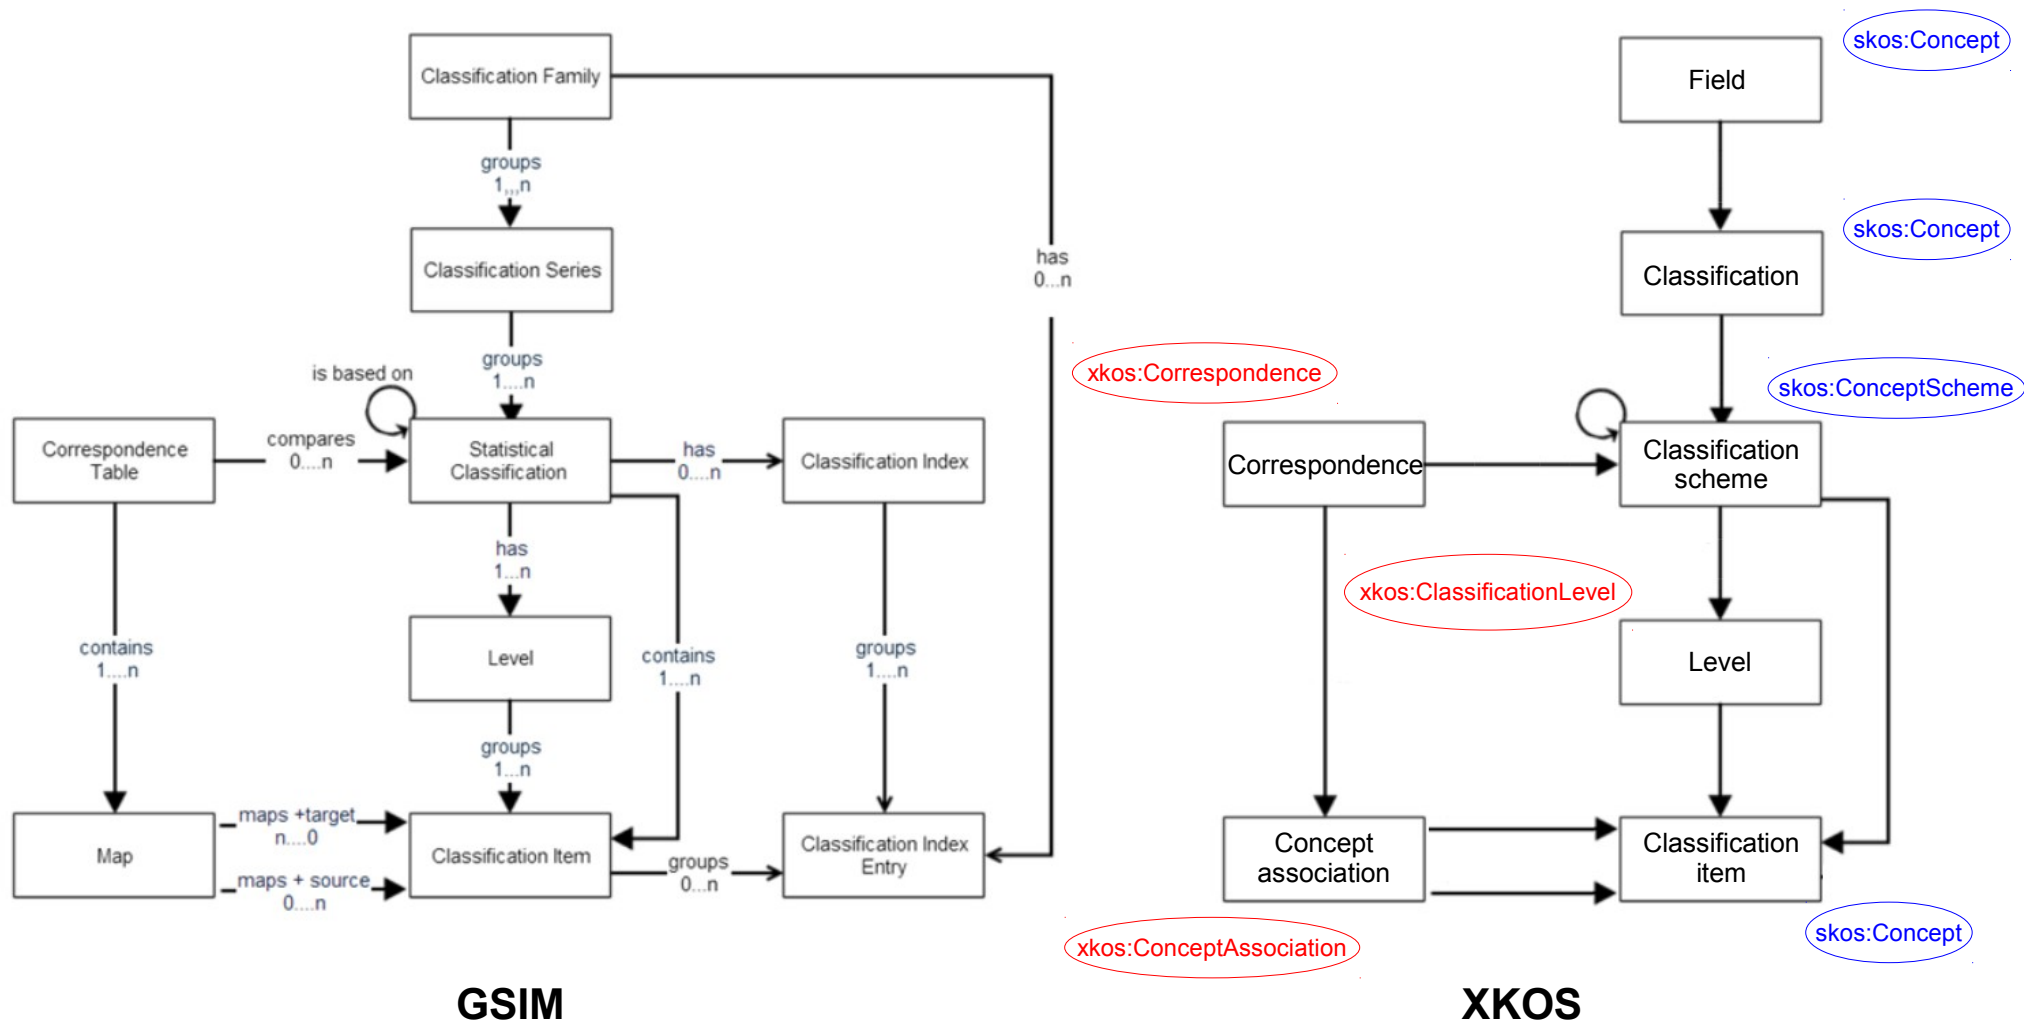 Classification Family
groups
1,,,n
Classification Series
has
0...n
groups
1....n
is based on
Correspondence
Table
compares
0....n
Statistical
Classification
has
0....n
Classification Index
has
1...n
contains
1....n
Level
contains
1....n
groups
1....n
groups
1...n
Map
maps +target
n....0
maps + source
0....n
Classification Item
groups
0...n
Classification Index
Entry
GSIM
skos:Concept
Field
skos:Concept
Classification
xkos:Correspondence
skos:ConceptScheme
Correspondence
Classification
scheme
xkos:ClassificationLevel
Level
Concept
association
Classification
item
xkos:ConceptAssociation
skos:Concept
XKOS